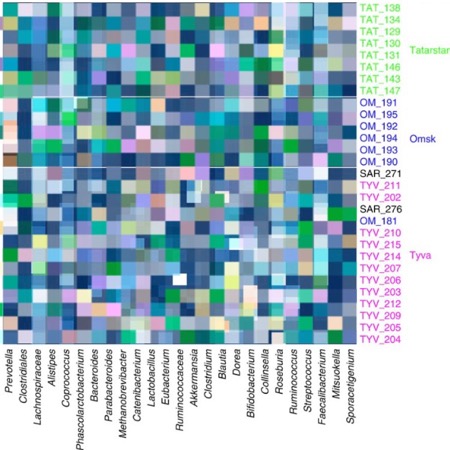 TAT_138
TAT_134
TAT_129
TAT_130
TAT_131
TAT_146
TAT_143
TAT_147
Tatarstar
OM_191
OM_195
OM_192
OM_194
OM_193
OM_190
Omsk
SAR_271
TYV_211
TYV_202
SAR_276
OM_181
TYV_210
TYV_215
TYV_214
TYV_207
TYV_206
TYV_203
TYV_212
TYV_209
TYV_205
TYV_204
Tyva
Prevotella
Clostridiales
Lachnospiraceae
Alistipes
Coprococcus
Phascolarctobacterium
Bacteroides
Parabacteroides
Methanobrevibacter
Catenibacterium
Lactobacillus
Eubacterium
Ruminococcaceae
Akkermansia
Clostridium
Blautia
Dorea
Bifidobacterium
Collinsella
Roseburia
Ruminococcus
Streptococcus
Faecalibacterium
Mitsuokella
Sporacetigenium